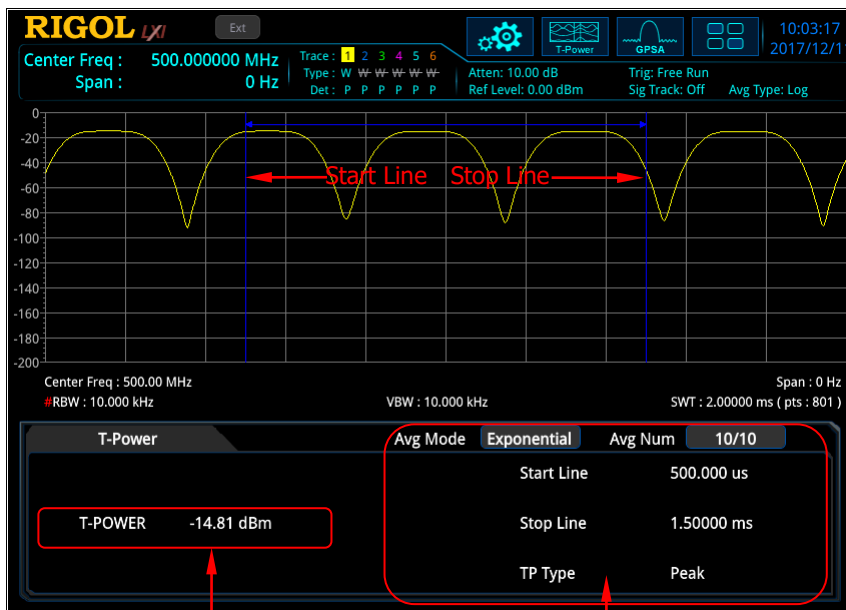 RIGOL LXI Ext 10:03:17
T-Power GPSA 2017/12/1
Center Freq : 500.000000 MHz Trace : 1 2 3 4 5 6
Span : 0 Hz Type : W W W W W W
Det : P P P P P P
Atten: 10.00 dB Trig: Free Run
Ref Level: 0.00 dBm Sig Track: Off Avg Type: Log
0
-20
-40
-60
-80
-100
-120
-140
-160
-180
-200
Start Line Stop Line
Center Freq : 500.00 MHz Span : 0 Hz
#RBW : 10.000 kHz VBW : 10.000 kHz SWT : 2.00000 ms ( pts : 801 )
T-Power Avg Mode Exponential Avg Num 10/10
Start Line 500.000 us
T-POWER -14.81 dBm Stop Line 1.50000 ms
TP Type Peak